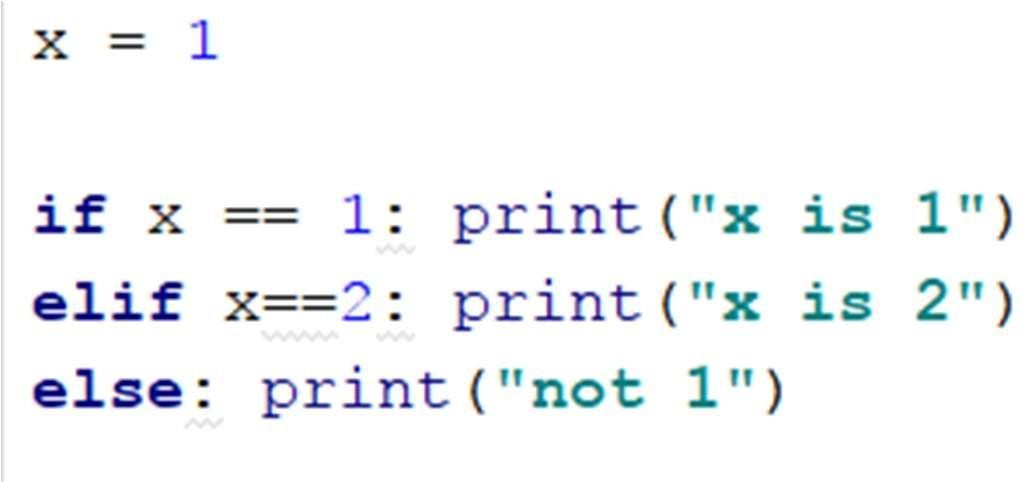 x = 1
if x == 1: print("x is 1")
elif x==2: print("x is 2")
else: print("not 1")